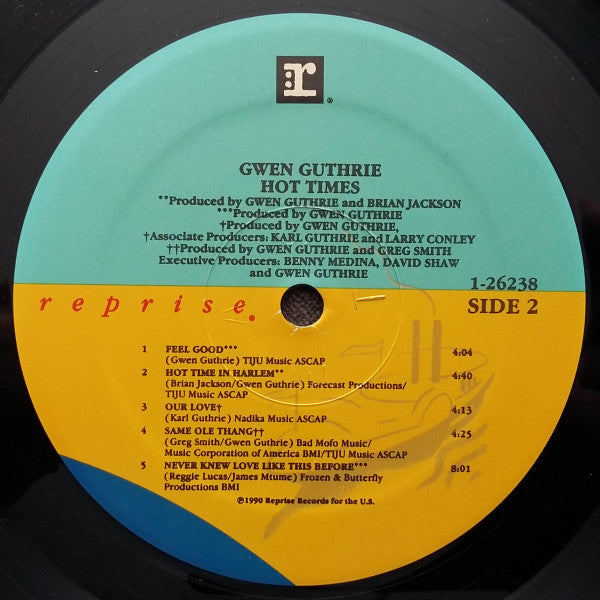 r ®
GWEN GUTHRIE
HOT TIMES
**Produced by GWEN GUTHRIE and BRIAN JACKSON
***Produced by GWEN GUTHRIE
†Produced by GWEN GUTHRIE,
†Associate Producers: KARL GUTHRIE and LARRY CONLEY
††Produced by GWEN GUTHRIE and GREG SMITH
Executive Producers: BENNY MEDINA, DAVID SHAW
and GWEN GUTHRIE
1-26238
reprise® SIDE 2
1 FEEL GOOD*** 4:04
(Gwen Guthrie) TIJU Music ASCAP
2 HOT TIME IN HARLEM** 4:40
(Brian Jackson/Gwen Guthrie) Forecast Productions/
TIJU Music ASCAP
3 OUR LOVE† 4:13
(Karl Guthrie) Nadika Music ASCAP
4 SAME OLE THANG†† 4:25
(Greg Smith/Gwen Guthrie) Bad Mofo Music/
Music Corporation of America BMI/TIJU Music ASCAP
5 NEVER KNEW LOVE LIKE THIS BEFORE*** 8:01
(Reggie Lucas/James Mtume) Frozen & Butterfly
Productions BMI
℗1990 Reprise Records for the U.S.